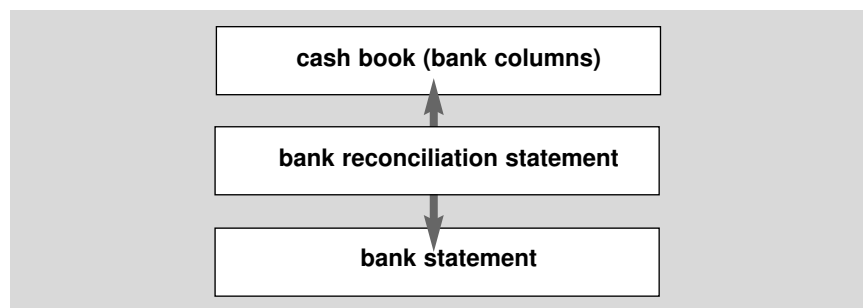 cash book (bank columns)
bank reconciliation statement
bank statement